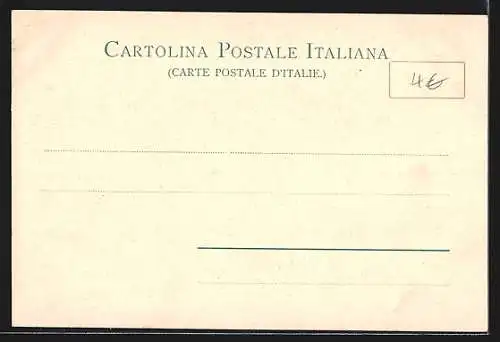 CARTOLINA POSTALE ITALIANA
(CARTE POSTALE D'ITALIE.)
4€